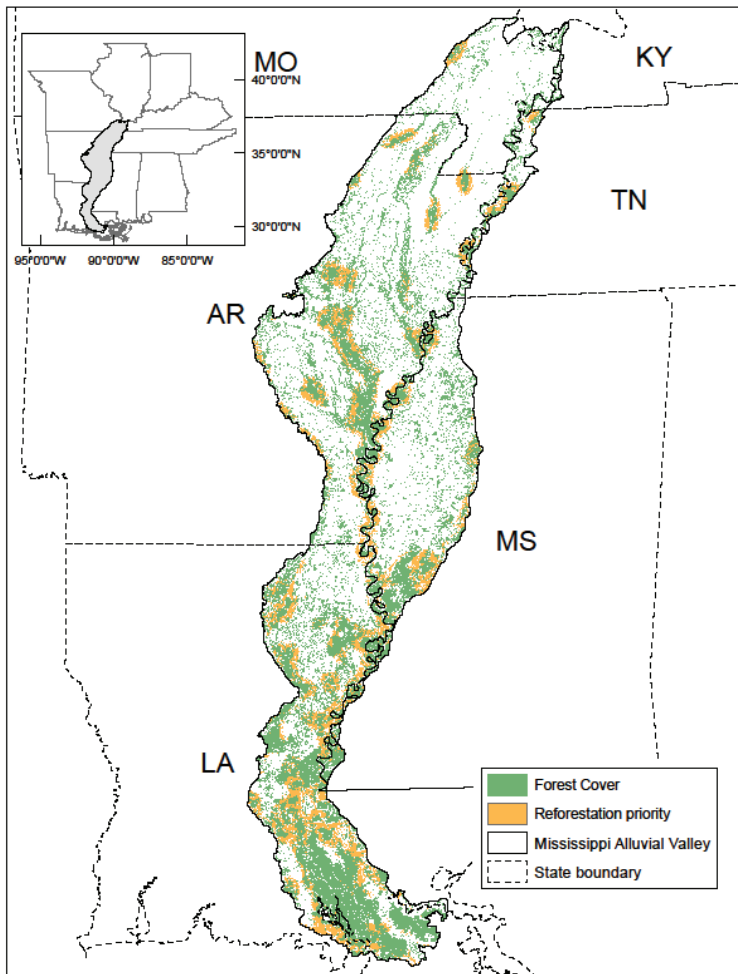 MO
KY
40°0'0"N
35°0'0"N
TN
30°0'0"N
95°0'0"W
90°0'0"W
85°0'0"W
AR
MS
LA
Forest Cover
Reforestation priority
Mississippi Alluvial Valley
State boundary